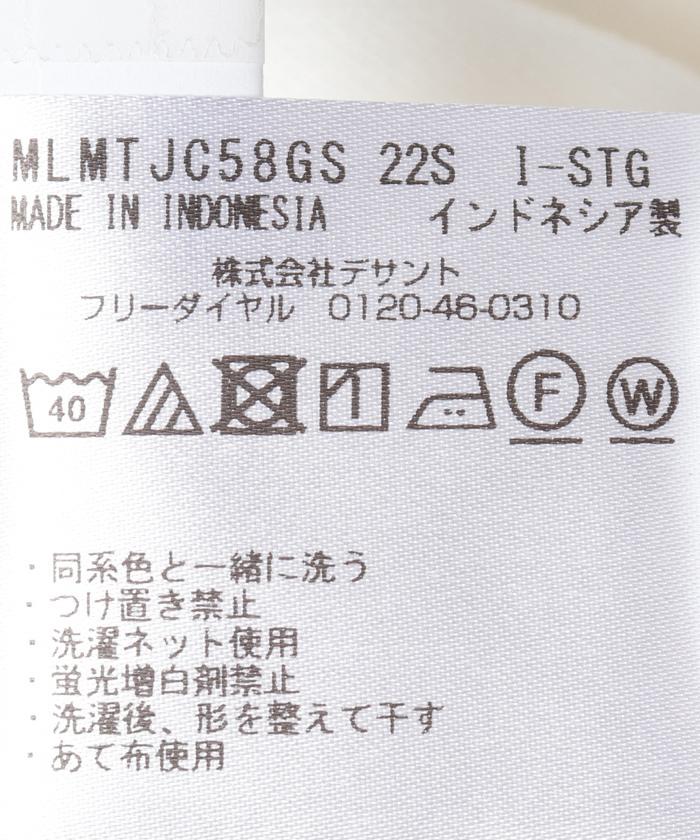 MLMTJC58GS 22S I-STG
MADE IN INDONESIA インドネシア製
株式会社デサント
フリーダイヤル 0120-46-0310
40 F W
・同系色と一緒に洗う
・つけ置き禁止
・洗濯ネット使用
・蛍光増白剤禁止
・洗濯後、形を整えて干す
・あて布使用